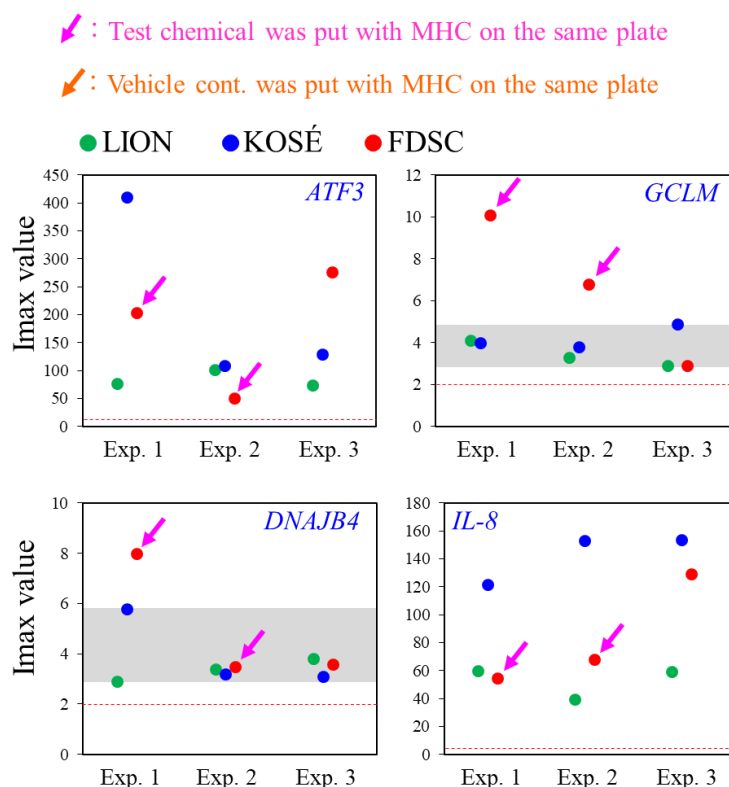 : Test chemical was put with MHC on the same plate
: Vehicle cont. was put with MHC on the same plate
LION KOSÉ FDSC
ATF3
Imax value
450
400
350
300
250
200
150
100
50
0
Exp. 1 Exp. 2 Exp. 3
GCLM
12
10
8
6
4
2
0
Exp. 1 Exp. 2 Exp. 3
DNAJB4
Imax value
10
8
6
4
2
0
Exp. 1 Exp. 2 Exp. 3
IL-8
180
160
140
120
100
80
60
40
20
0
Exp. 1 Exp. 2 Exp. 3